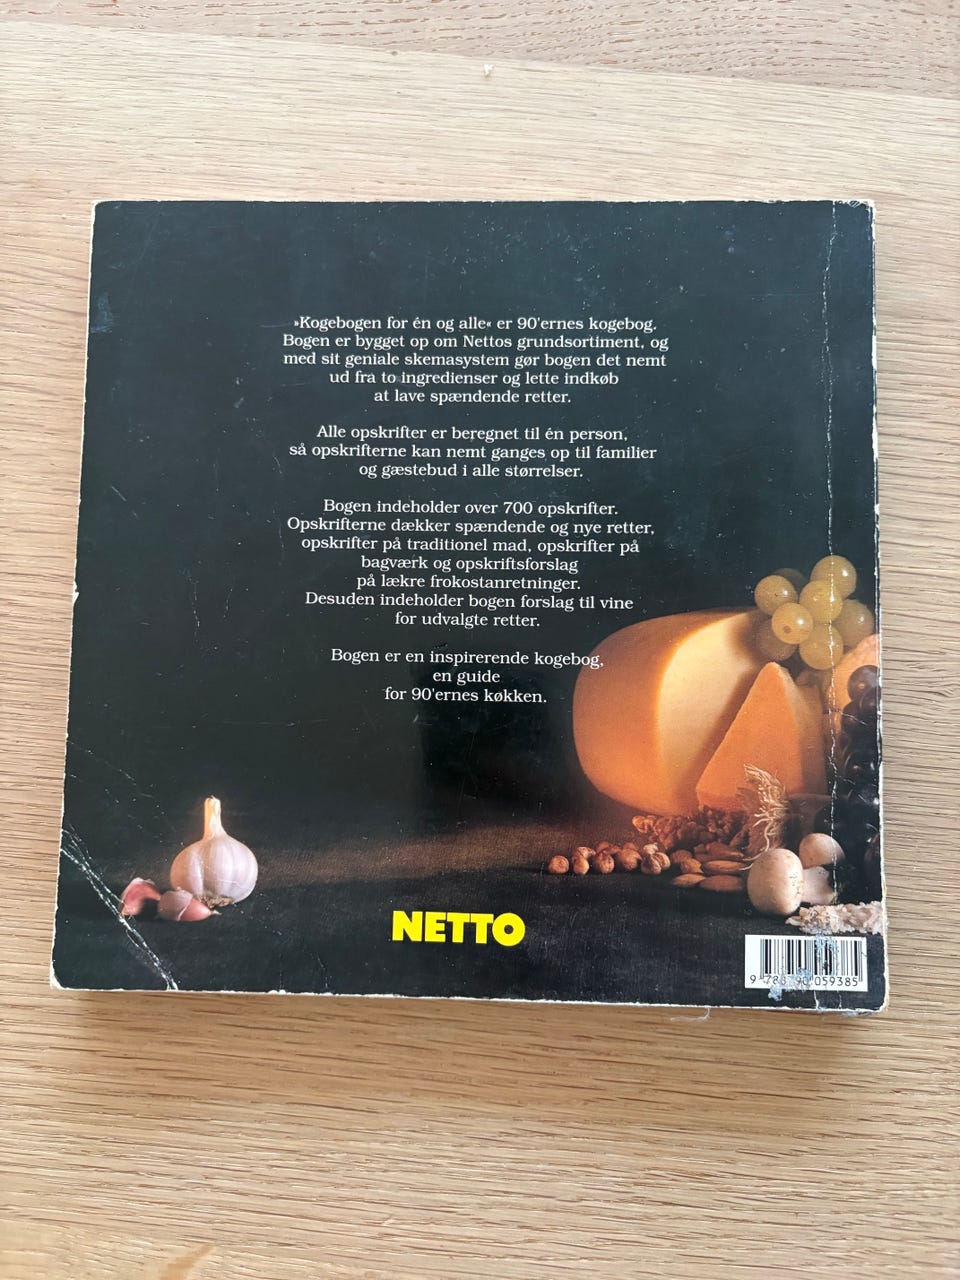 »Kogebogen for én og alle« er 90'ernes kogebog.
Bogen er bygget op om Nettos grundsortiment, og
med sit geniale skemasystem gør bogen det nemt
ud fra to ingredienser og lette indkøb
at lave spændende retter.
Alle opskrifter er beregnet til én person,
så opskrifterne kan nemt ganges op til familier
og gæstebud i alle størrelser.
Bogen indeholder over 700 opskrifter.
Opskrifterne dækker spændende og nye retter,
opskrifter på traditionel mad, opskrifter på
bagværk og opskriftsforslag
på lækre frokostanretninger.
Desuden indeholder bogen forslag til vine
for udvalgte retter.
Bogen er en inspirerende kogebog,
en guide
for 90'ernes køkken.
NETTO